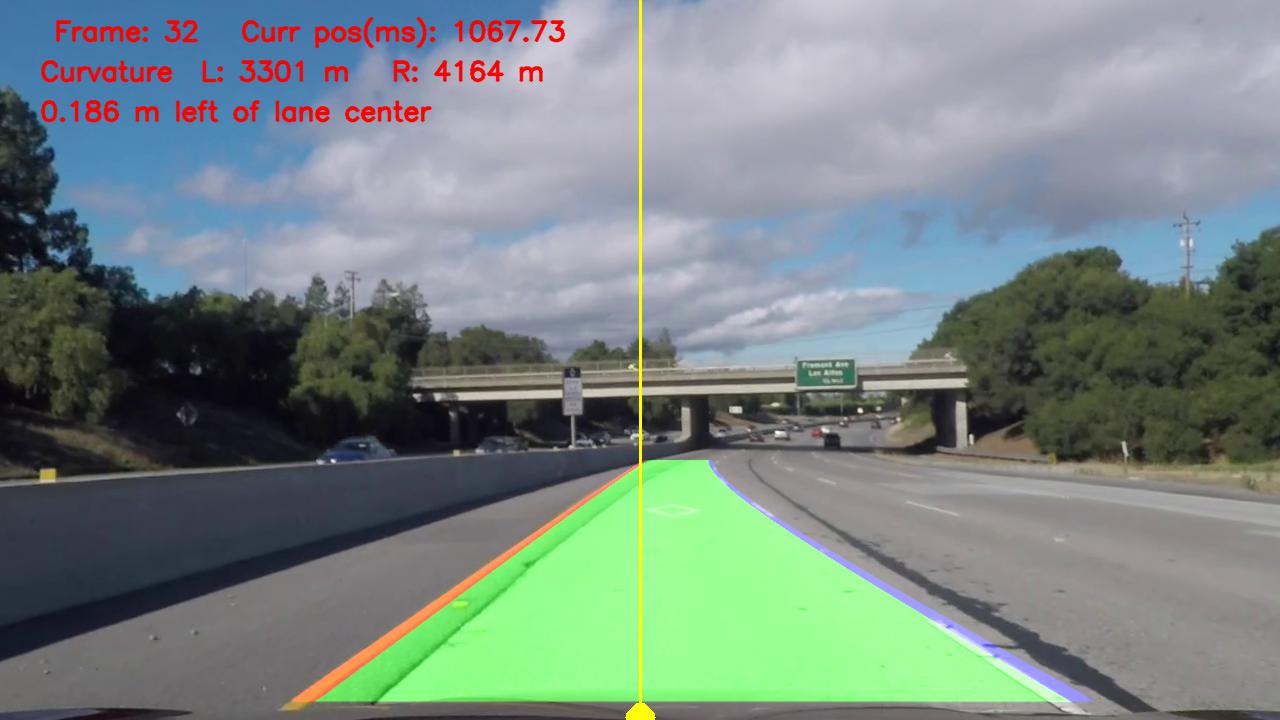 Frame: 32 Curr pos(ms): 1067.73
Curvature L: 3301 m R: 4164 m
0.186 m left of lane center
Fremont Ave
Los Altos